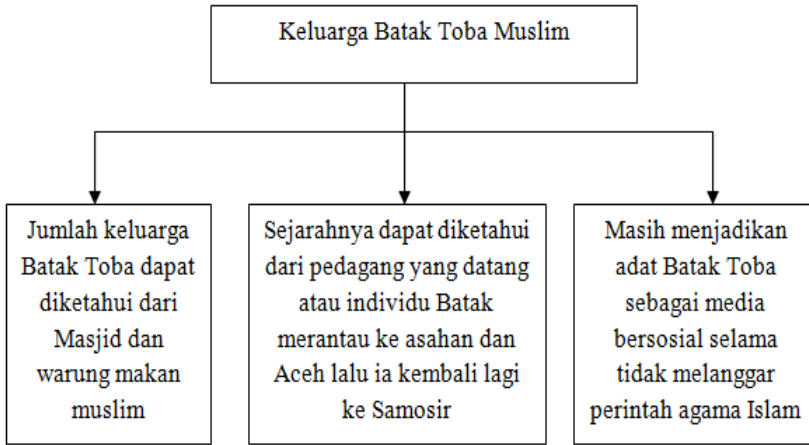 Keluarga Batak Toba Muslim
Jumlah keluarga
Batak Toba dapat
diketahui dari
Masjid dan
warung makan
muslim
Sejarahnya dapat diketahui
dari pedagang yang datang
atau individu Batak
merantau ke asahan dan
Aceh lalu ia kembali lagi
ke Samosir
Masih menjadikan
adat Batak Toba
sebagai media
bersosial selama
tidak melanggar
perintah agama Islam